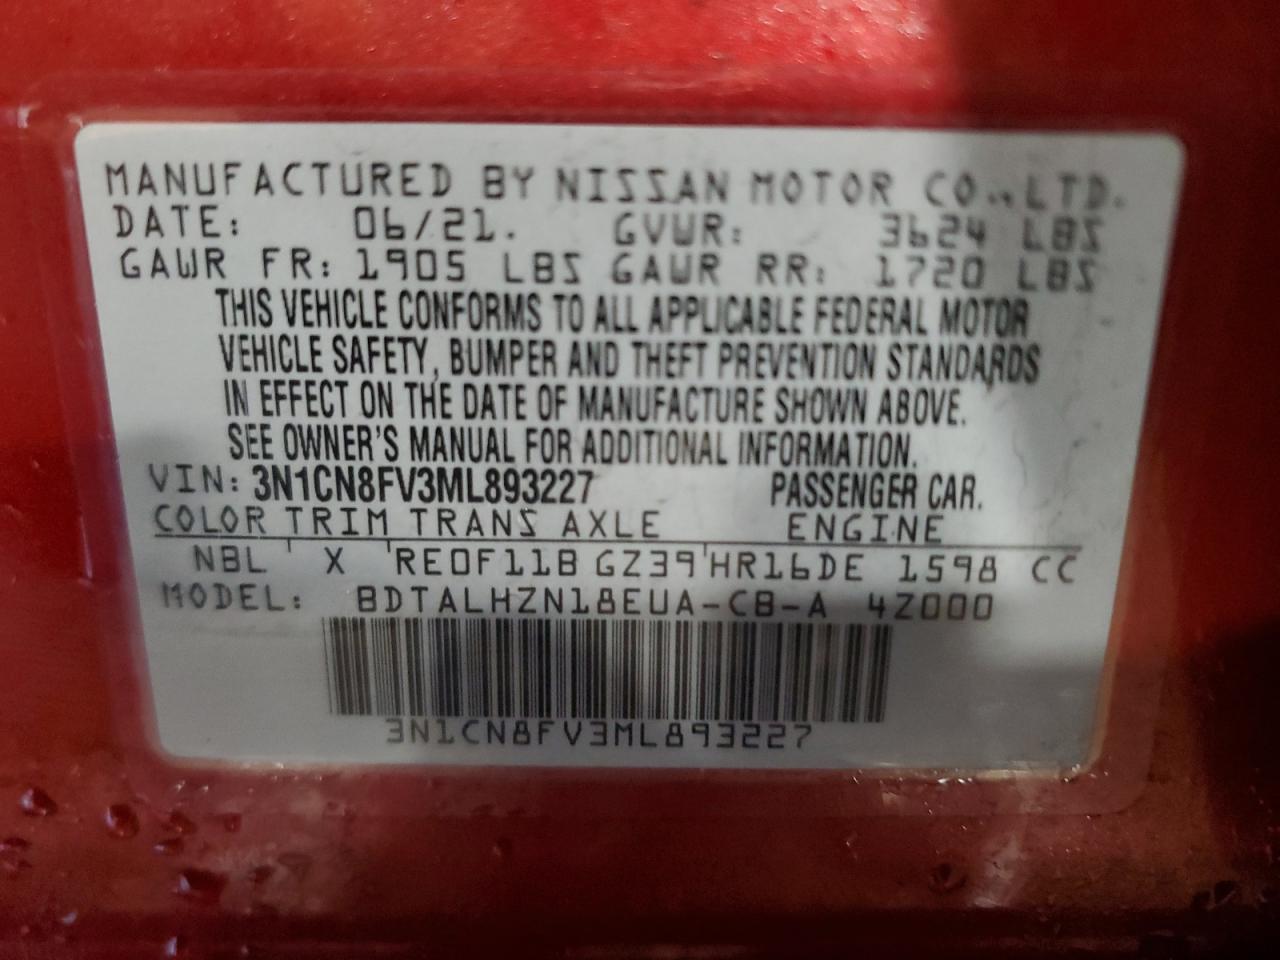 MANUFACTURED BY NISSAN MOTOR CO.,LTD.
DATE: 06/21. GVWR: 3624 LBS
GAWR FR: 1905 LBS GAWR RR: 1720 LBS
THIS VEHICLE CONFORMS TO ALL APPLICABLE FEDERAL MOTOR
VEHICLE SAFETY, BUMPER AND THEFT PREVENTION STANDARDS
IN EFFECT ON THE DATE OF MANUFACTURE SHOWN ABOVE.
SEE OWNER'S MANUAL FOR ADDITIONAL INFORMATION.
VIN: 3N1CN8FV3ML893227 PASSENGER CAR.
COLOR TRIM TRANS AXLE ENGINE
NBL X RE0F11B GZ39 HR16DE 1598 CC
MODEL: BDTALHZN18EUA-CB-A 4Z000
3N1CN8FV3ML893227